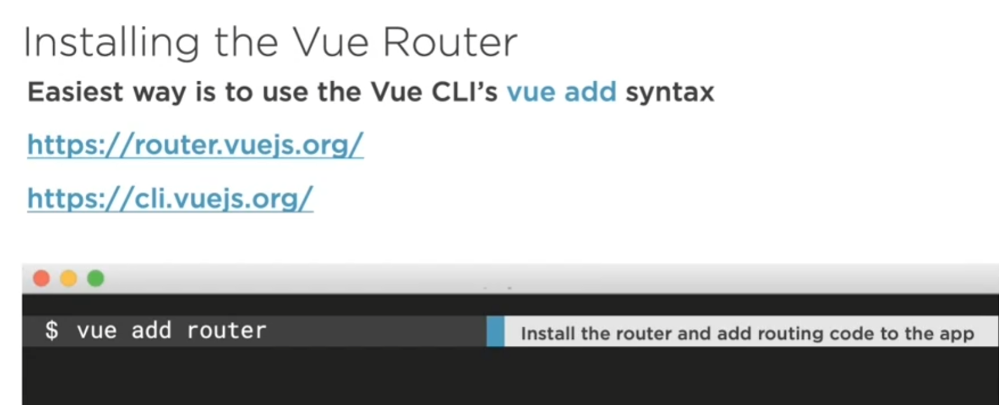 Installing the Vue Router
Easiest way is to use the Vue CLI's vue add syntax
https://router.vuejs.org/
https://cli.vuejs.org/
$ vue add router
Install the router and add routing code to the app